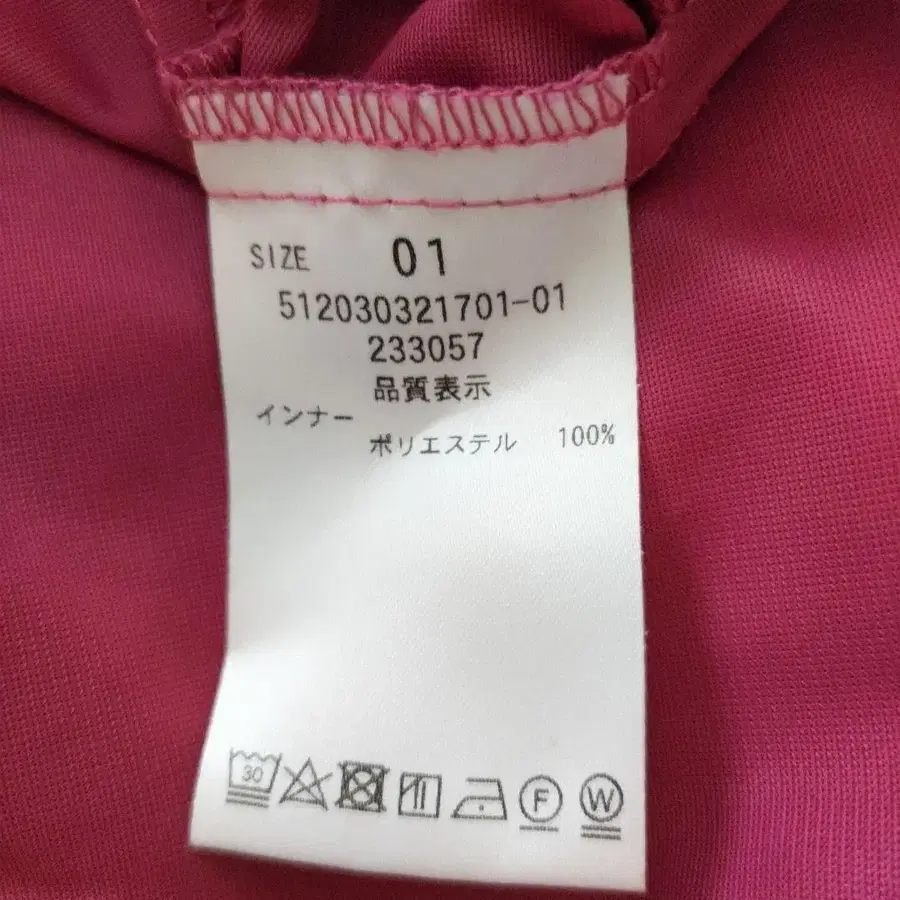 SIZE 01
512030321701-01
233057
品質表示
インナー
ポリエステル 100%
30 F W